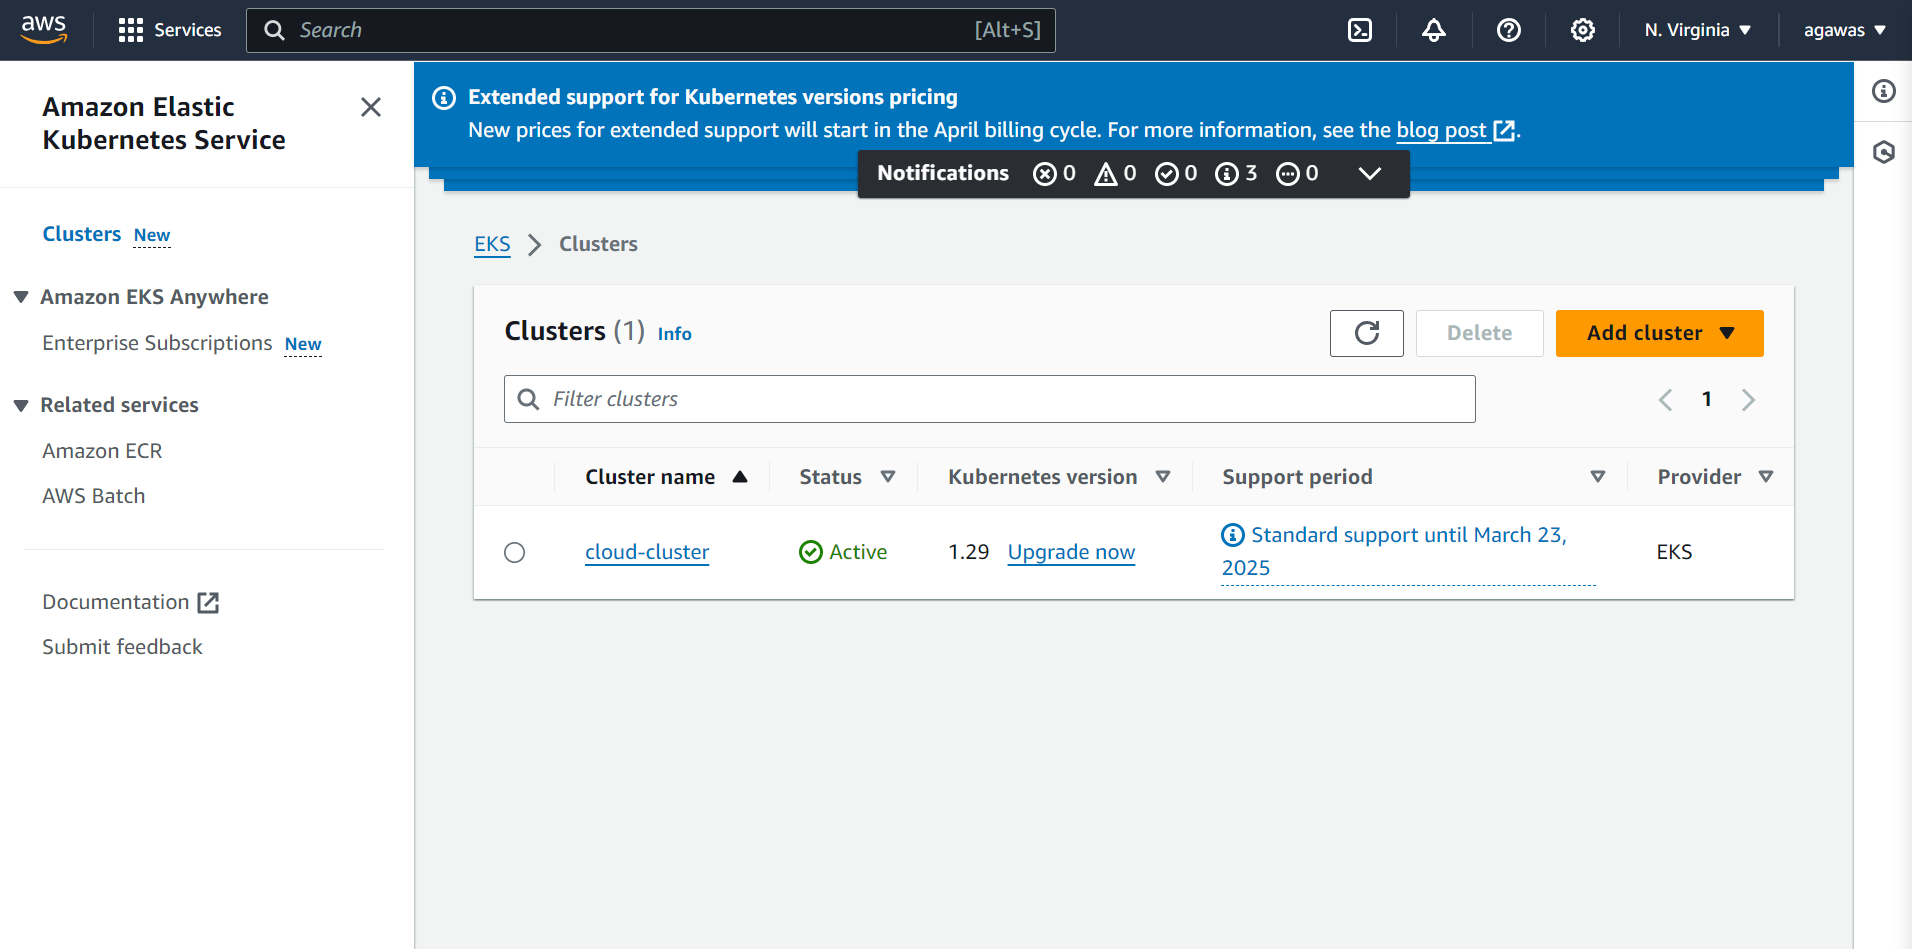 aws
Services
Search [Alt+S]
N. Virginia
agawas
Amazon Elastic
Kubernetes Service
Clusters New
Amazon EKS Anywhere
Enterprise Subscriptions New
Related services
Amazon ECR
AWS Batch
Documentation
Submit feedback
Extended support for Kubernetes versions pricing
New prices for extended support will start in the April billing cycle. For more information, see the blog post.
Notifications 0 0 0 3 0
EKS Clusters
Clusters (1) Info
Delete
Add cluster
Filter clusters
1
Cluster name Status Kubernetes version Support period Provider
cloud-cluster Active 1.29 Upgrade now Standard support until March 23,
2025
EKS